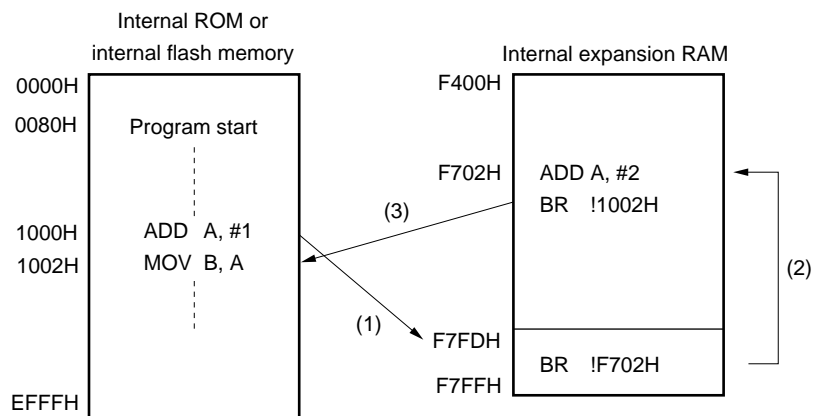 Internal ROM or
internal flash memory
0000H
0080H
Program start
1000H
ADD A, #1
1002H
MOV B, A
EFFFH
(1)
(3)
Internal expansion RAM
F400H
F702H
ADD A, #2
BR !1002H
(2)
F7FDH
BR !F702H
F7FFH